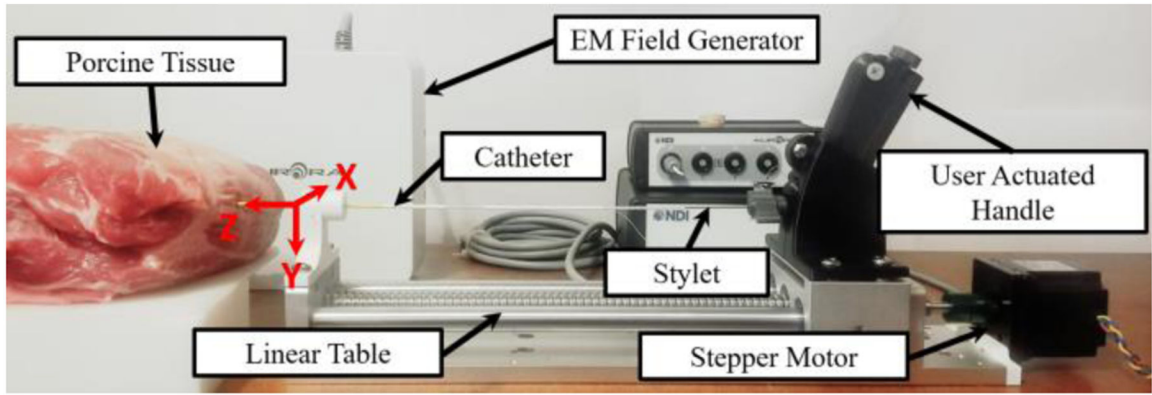 EM Field Generator
Porcine Tissue
Catheter
X
Z
Y
NDI
NDI
User Actuated
Handle
Stylet
Linear Table
Stepper Motor